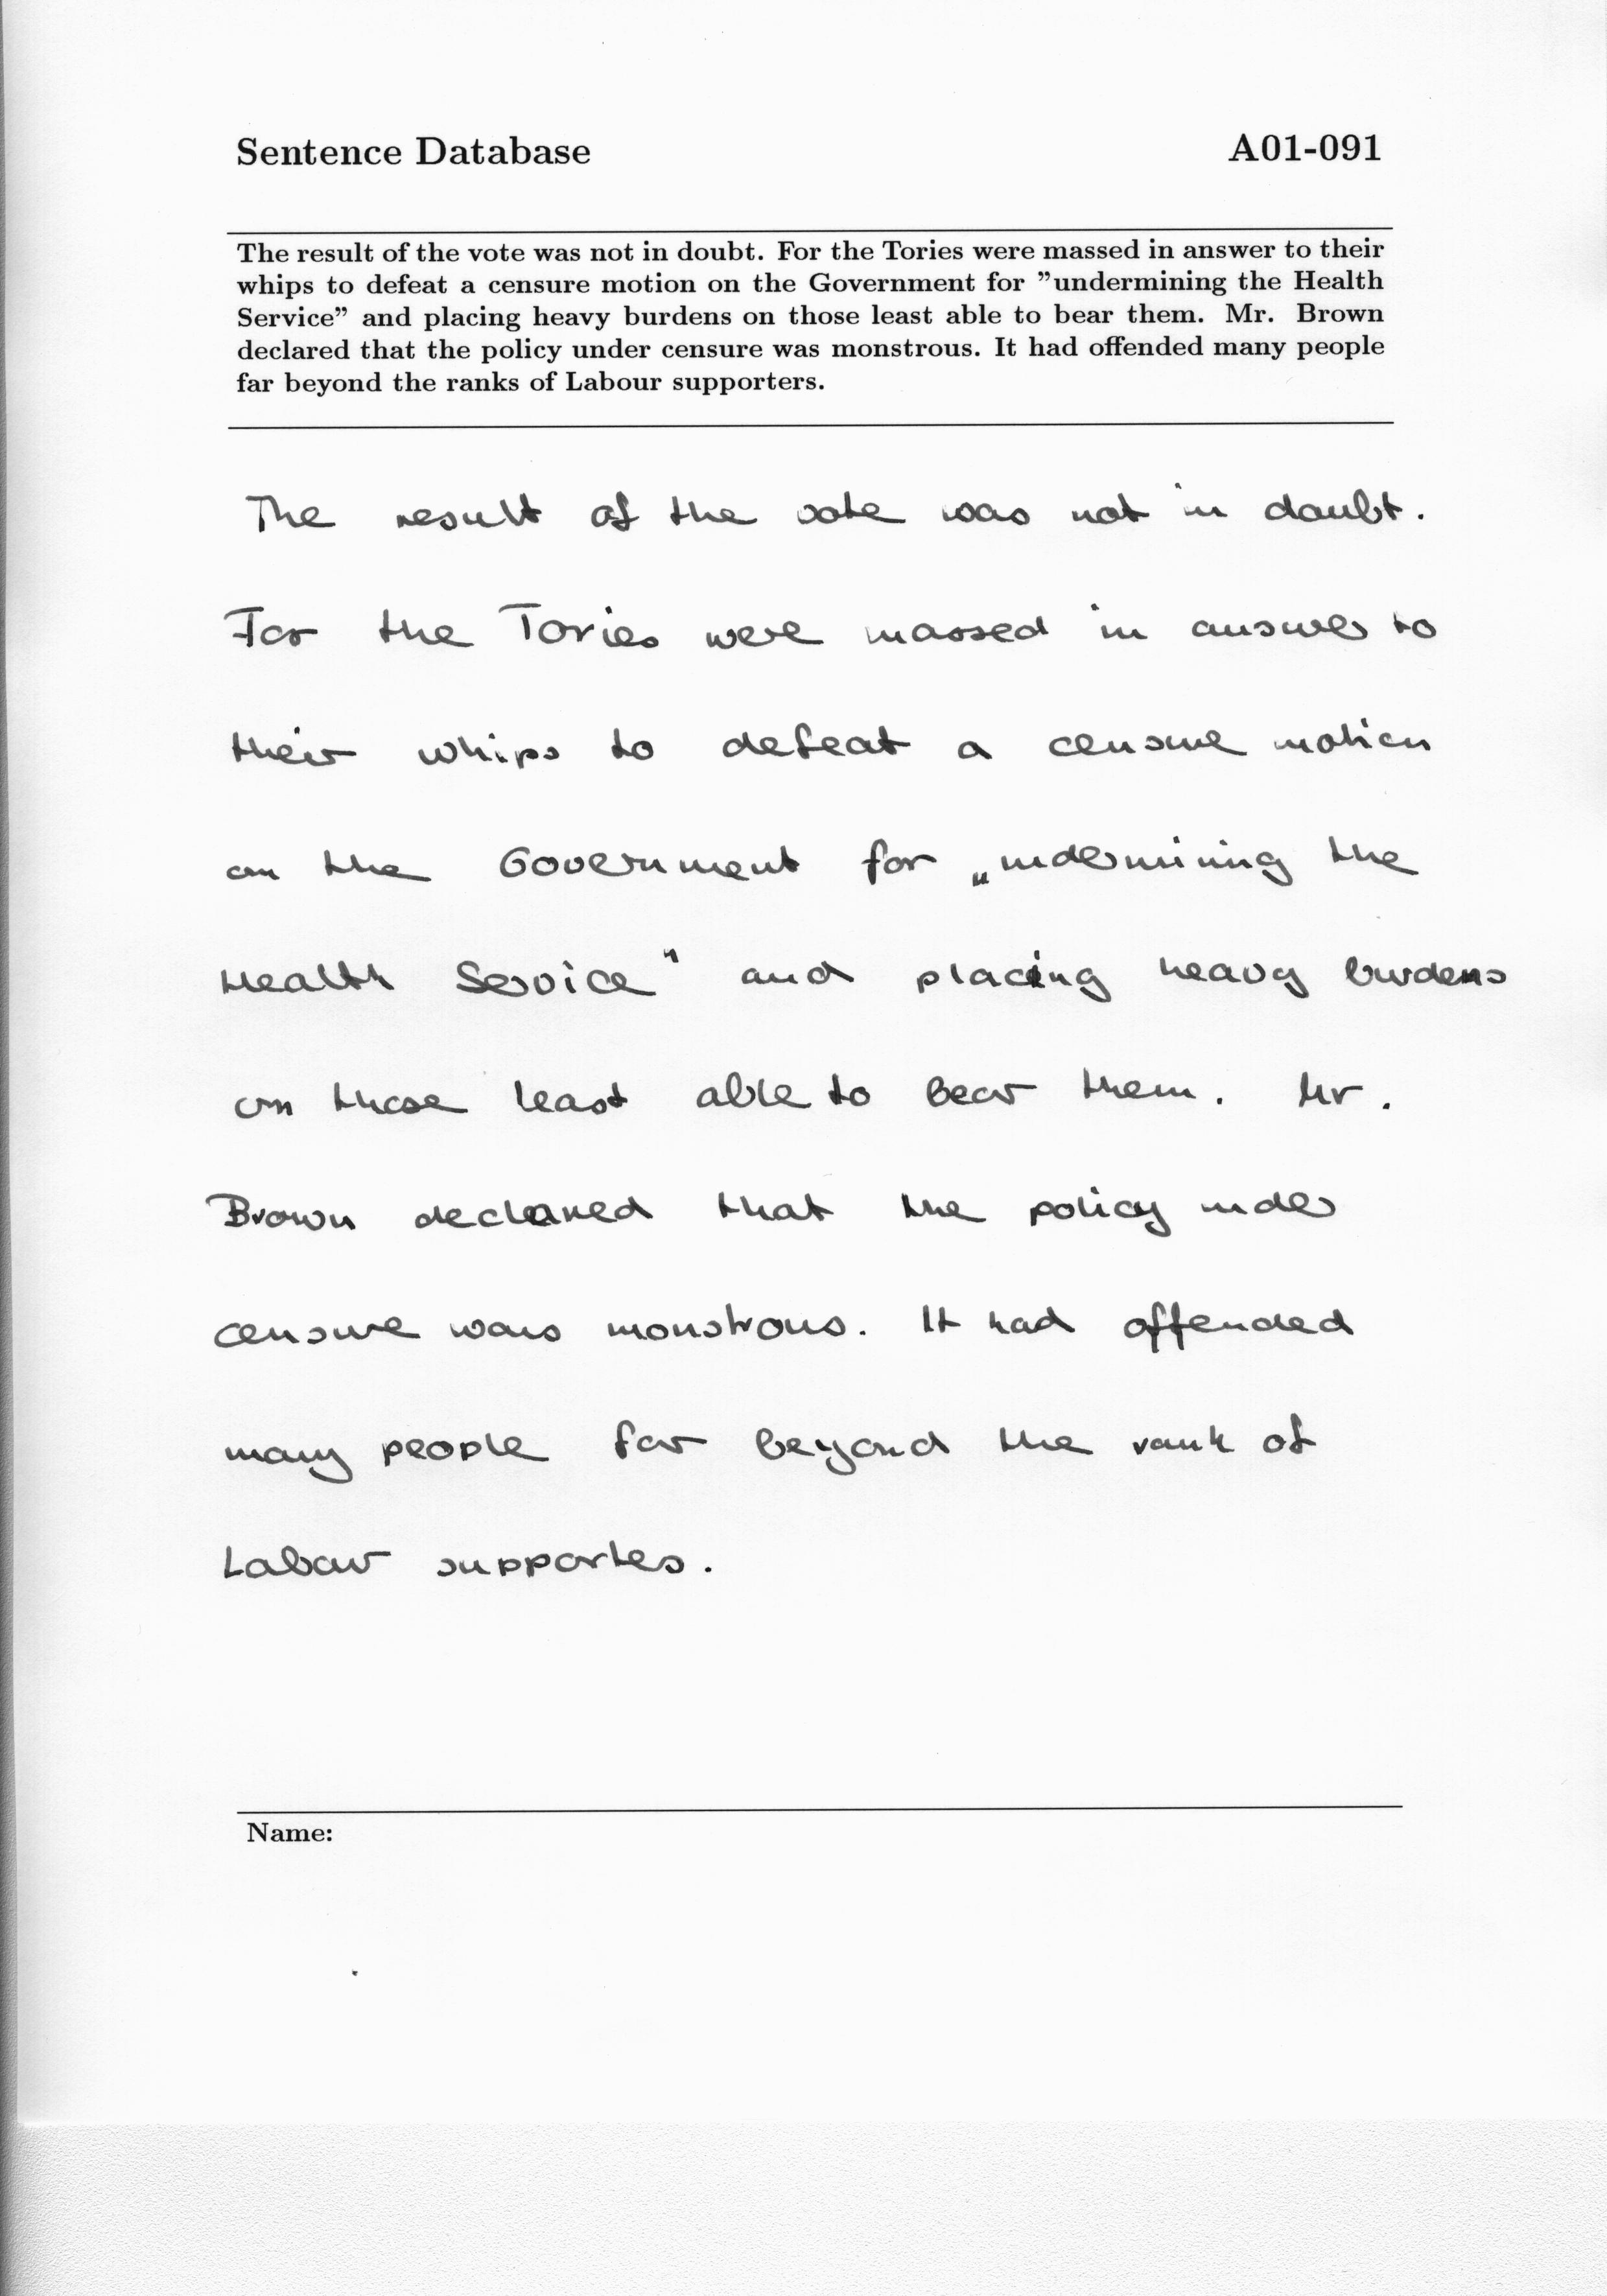 Sentence Database A01-091
The result of the vote was not in doubt. For the Tories were massed in answer to their
whips to defeat a censure motion on the Government for ”undermining the Health
Service” and placing heavy burdens on those least able to bear them. Mr. Brown
declared that the policy under censure was monstrous. It had offended many people
far beyond the ranks of Labour supporters.
The result of the vote was not in doubt.
For the Tories were massed in answer to
their whips to defeat a censure motion
on the Government for „undermining the
Health Service“ and placing heavy burdens
on those least able to bear them. Mr.
Brown declared that the policy under
censure was monstrous. It had offended
many people far beyond the rank of
Labour supporters.
Name: